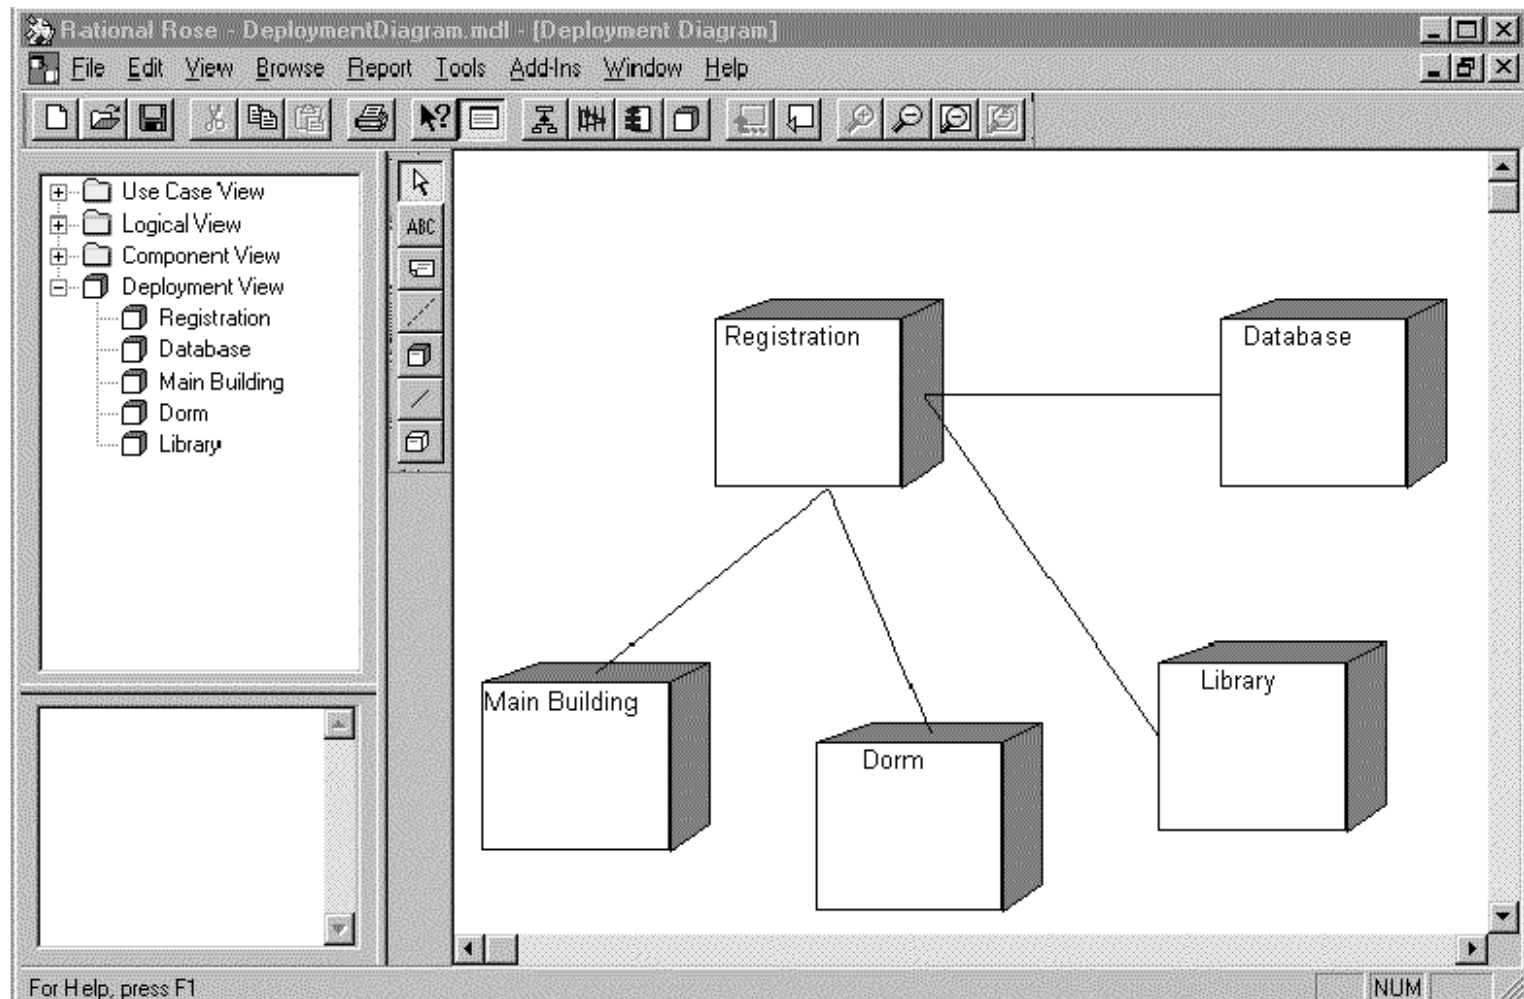 Rational Rose - DeploymentDiagram.mdl - [Deployment Diagram]
File Edit View Browse Report Tools Add-Ins Window Help
Use Case View
Logical View
Component View
Deployment View
Registration
Database
Main Building
Dorm
Library
ABC
Registration
Database
Main Building
Dorm
Library
For Help, press F1
NUM